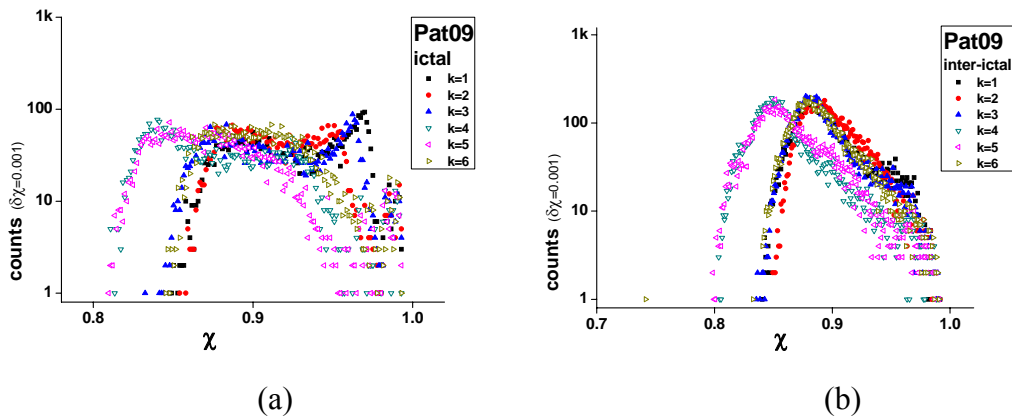 1k
100
10
1
counts (δχ=0.001)
0.8
0.9
1.0
χ
Pat09
ictal
k=1
k=2
k=3
k=4
k=5
k=6
(a)
1k
100
10
1
counts (δχ=0.001)
0.7
0.8
0.9
1.0
χ
Pat09
inter-ictal
k=1
k=2
k=3
k=4
k=5
k=6
(b)